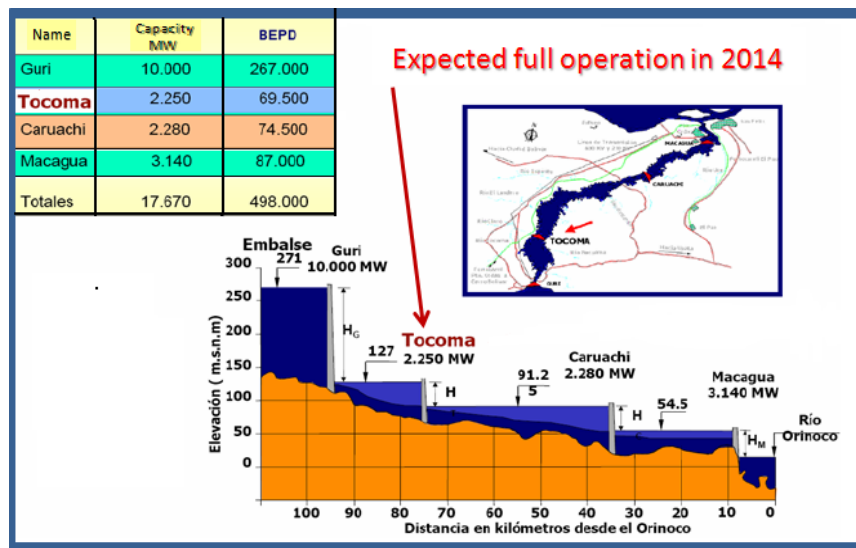 Name Capacity MW BEPD
Guri 10.000 267.000
Tocoma 2.250 69.500
Caruachi 2.280 74.500
Macagua 3.140 87.000
Totales 17.670 498.000
Expected full operation in 2014
MACAGUA
CARUACHI
TOCOMA
GURI
Embalse
271
Guri
10.000 MW
H_G
127
Tocoma
2.250 MW
H
91.2
5
Caruachi
2.280 MW
H
54.5
Macagua
3.140 MW
H_M
Río
Orinoco
Elevación ( m.s.n.m)
300
250
200
150
100
50
0
100 90 80 70 60 50 40 30 20 10 0
Distancia en kilómetros desde el Orinoco